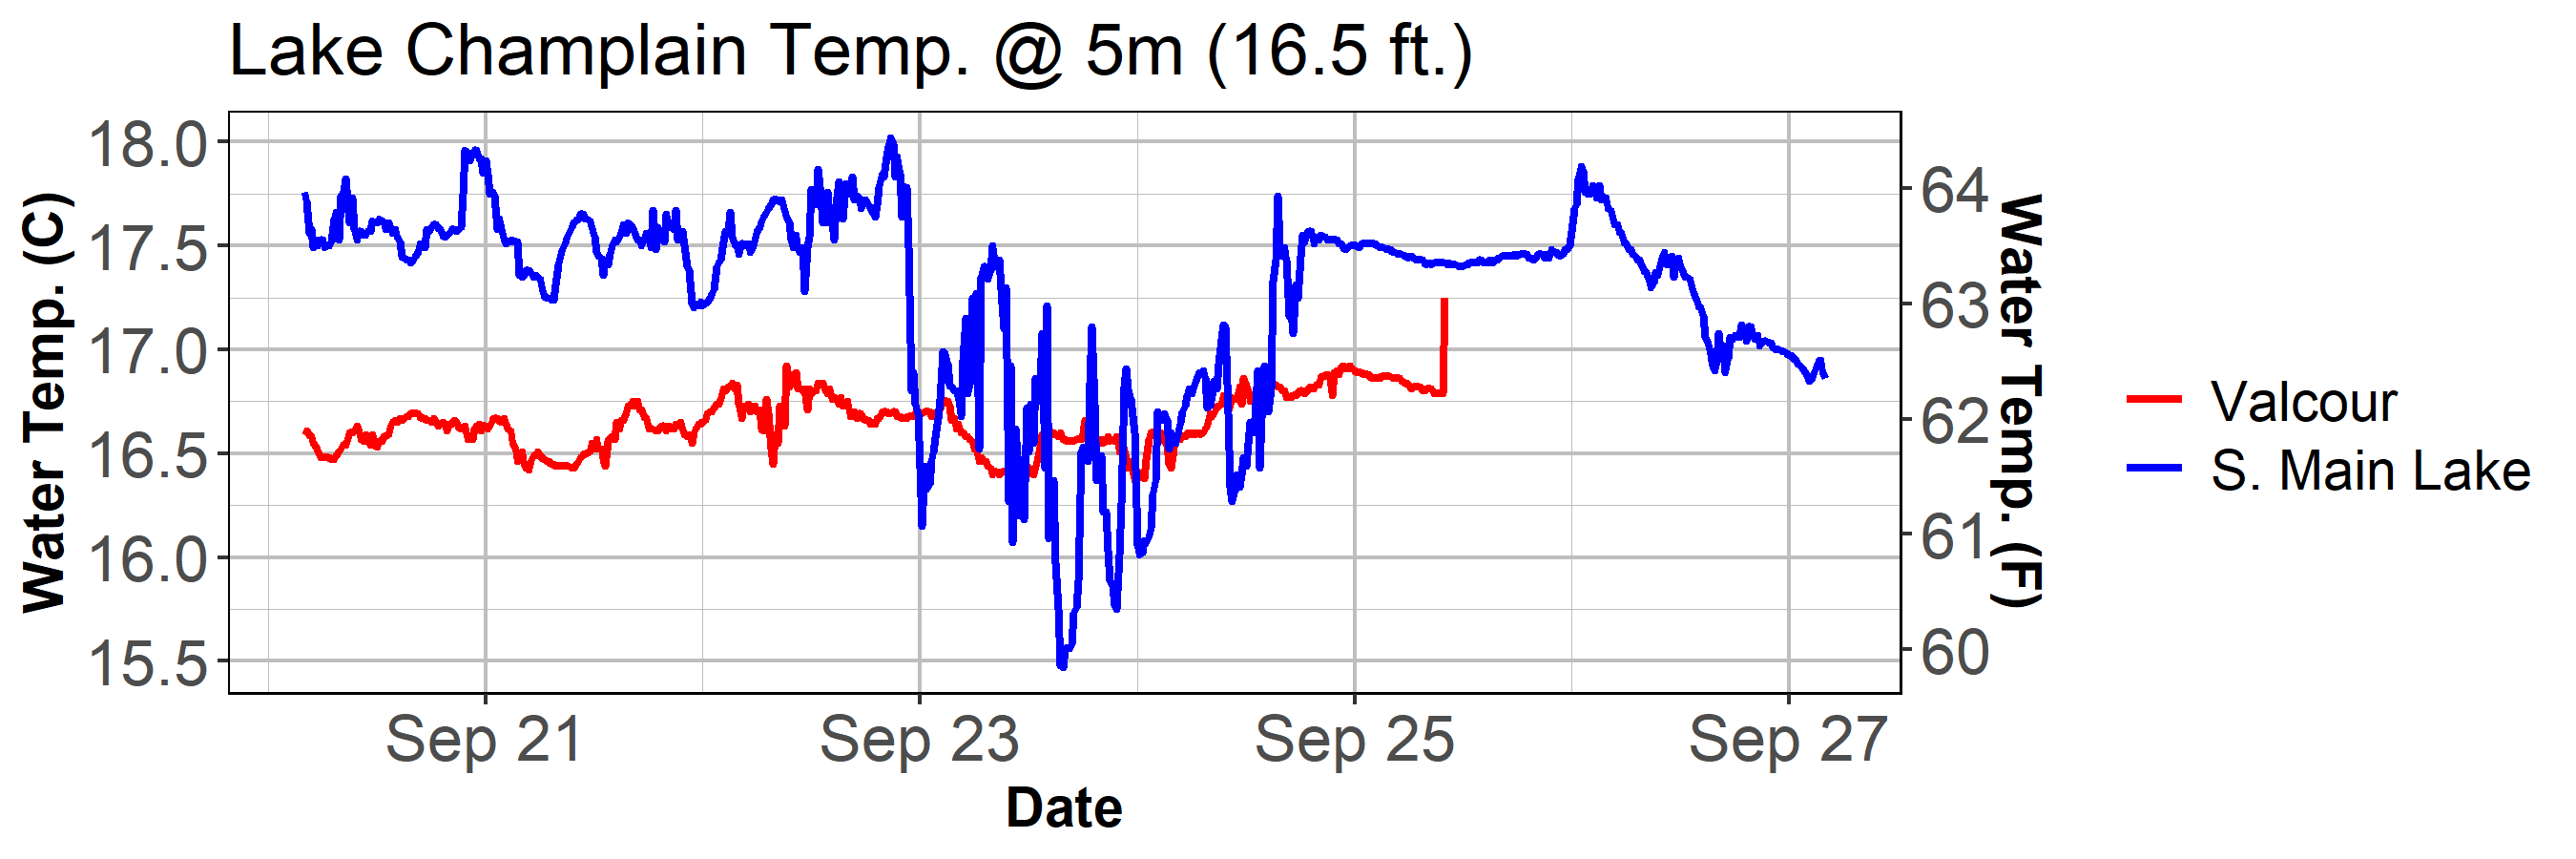 Lake Champlain Temp. @ 5m (16.5 ft.)
Water Temp. (C)
18.0
17.5
17.0
16.5
16.0
15.5
64
63
62
61
60
Water Temp. (F)
Sep 21
Sep 23
Sep 25
Sep 27
Date
Valcour
S. Main Lake